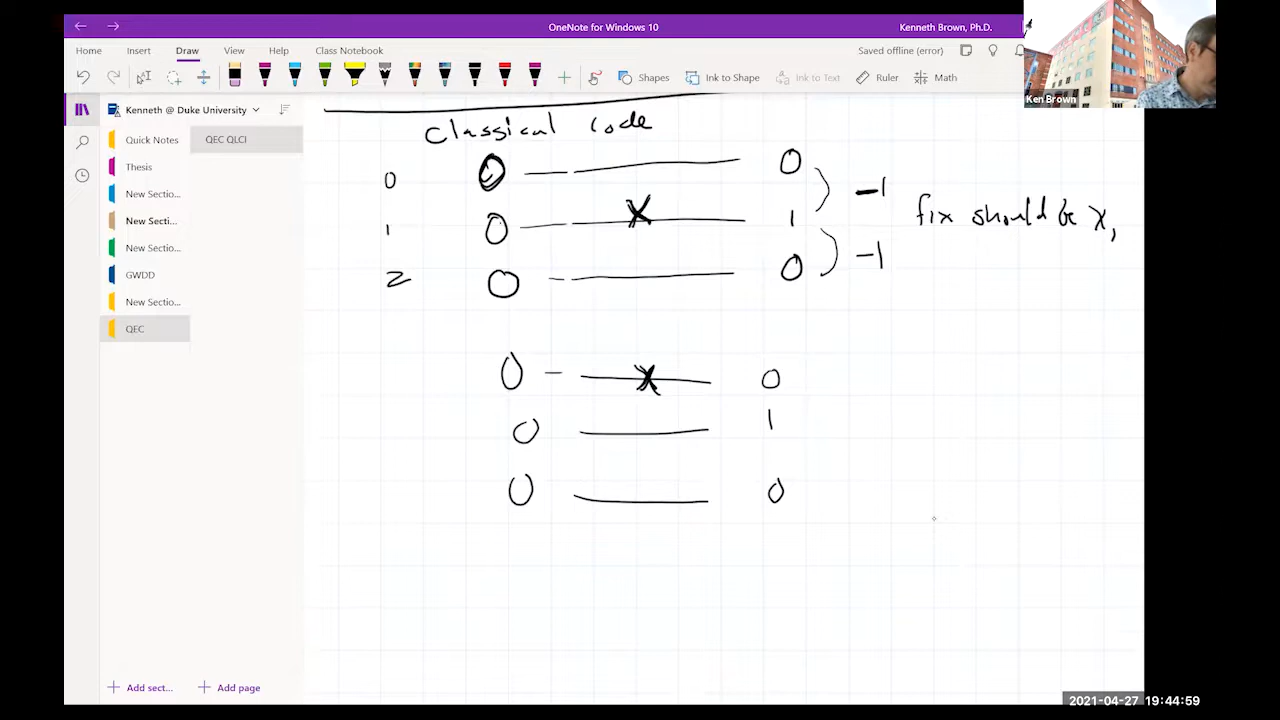 OneNote for Windows 10
Kenneth Brown, Ph.D.
Home Insert Draw View Help Class Notebook
Saved offline (error)
Shapes Ink to Shape Ink to Text Ruler Math
Ken Brown
Kenneth @ Duke University
Quick Notes
Thesis
New Sectio...
New Secti...
New Sectio...
GWDD
New Sectio...
QEC
QEC QLCI
Classical code
0 0 0
-1
1 0 X 1 fix should be X1
-1
2 0 0
0 X 0
0 1
0 0
Add sect... Add page
2021-04-27 19:44:59